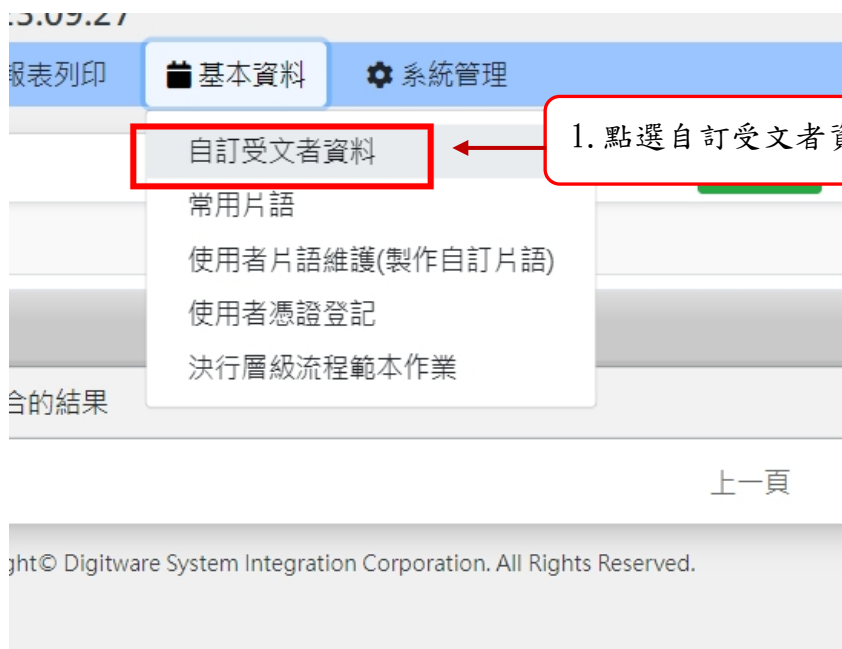 報表列印 基本資料 系統管理
自訂受文者資料
1. 點選自訂受文者資
常用片語
使用者片語維護(製作自訂片語)
使用者憑證登記
決行層級流程範本作業
合的結果
上一頁
ght© Digitware System Integration Corporation. All Rights Reserved.